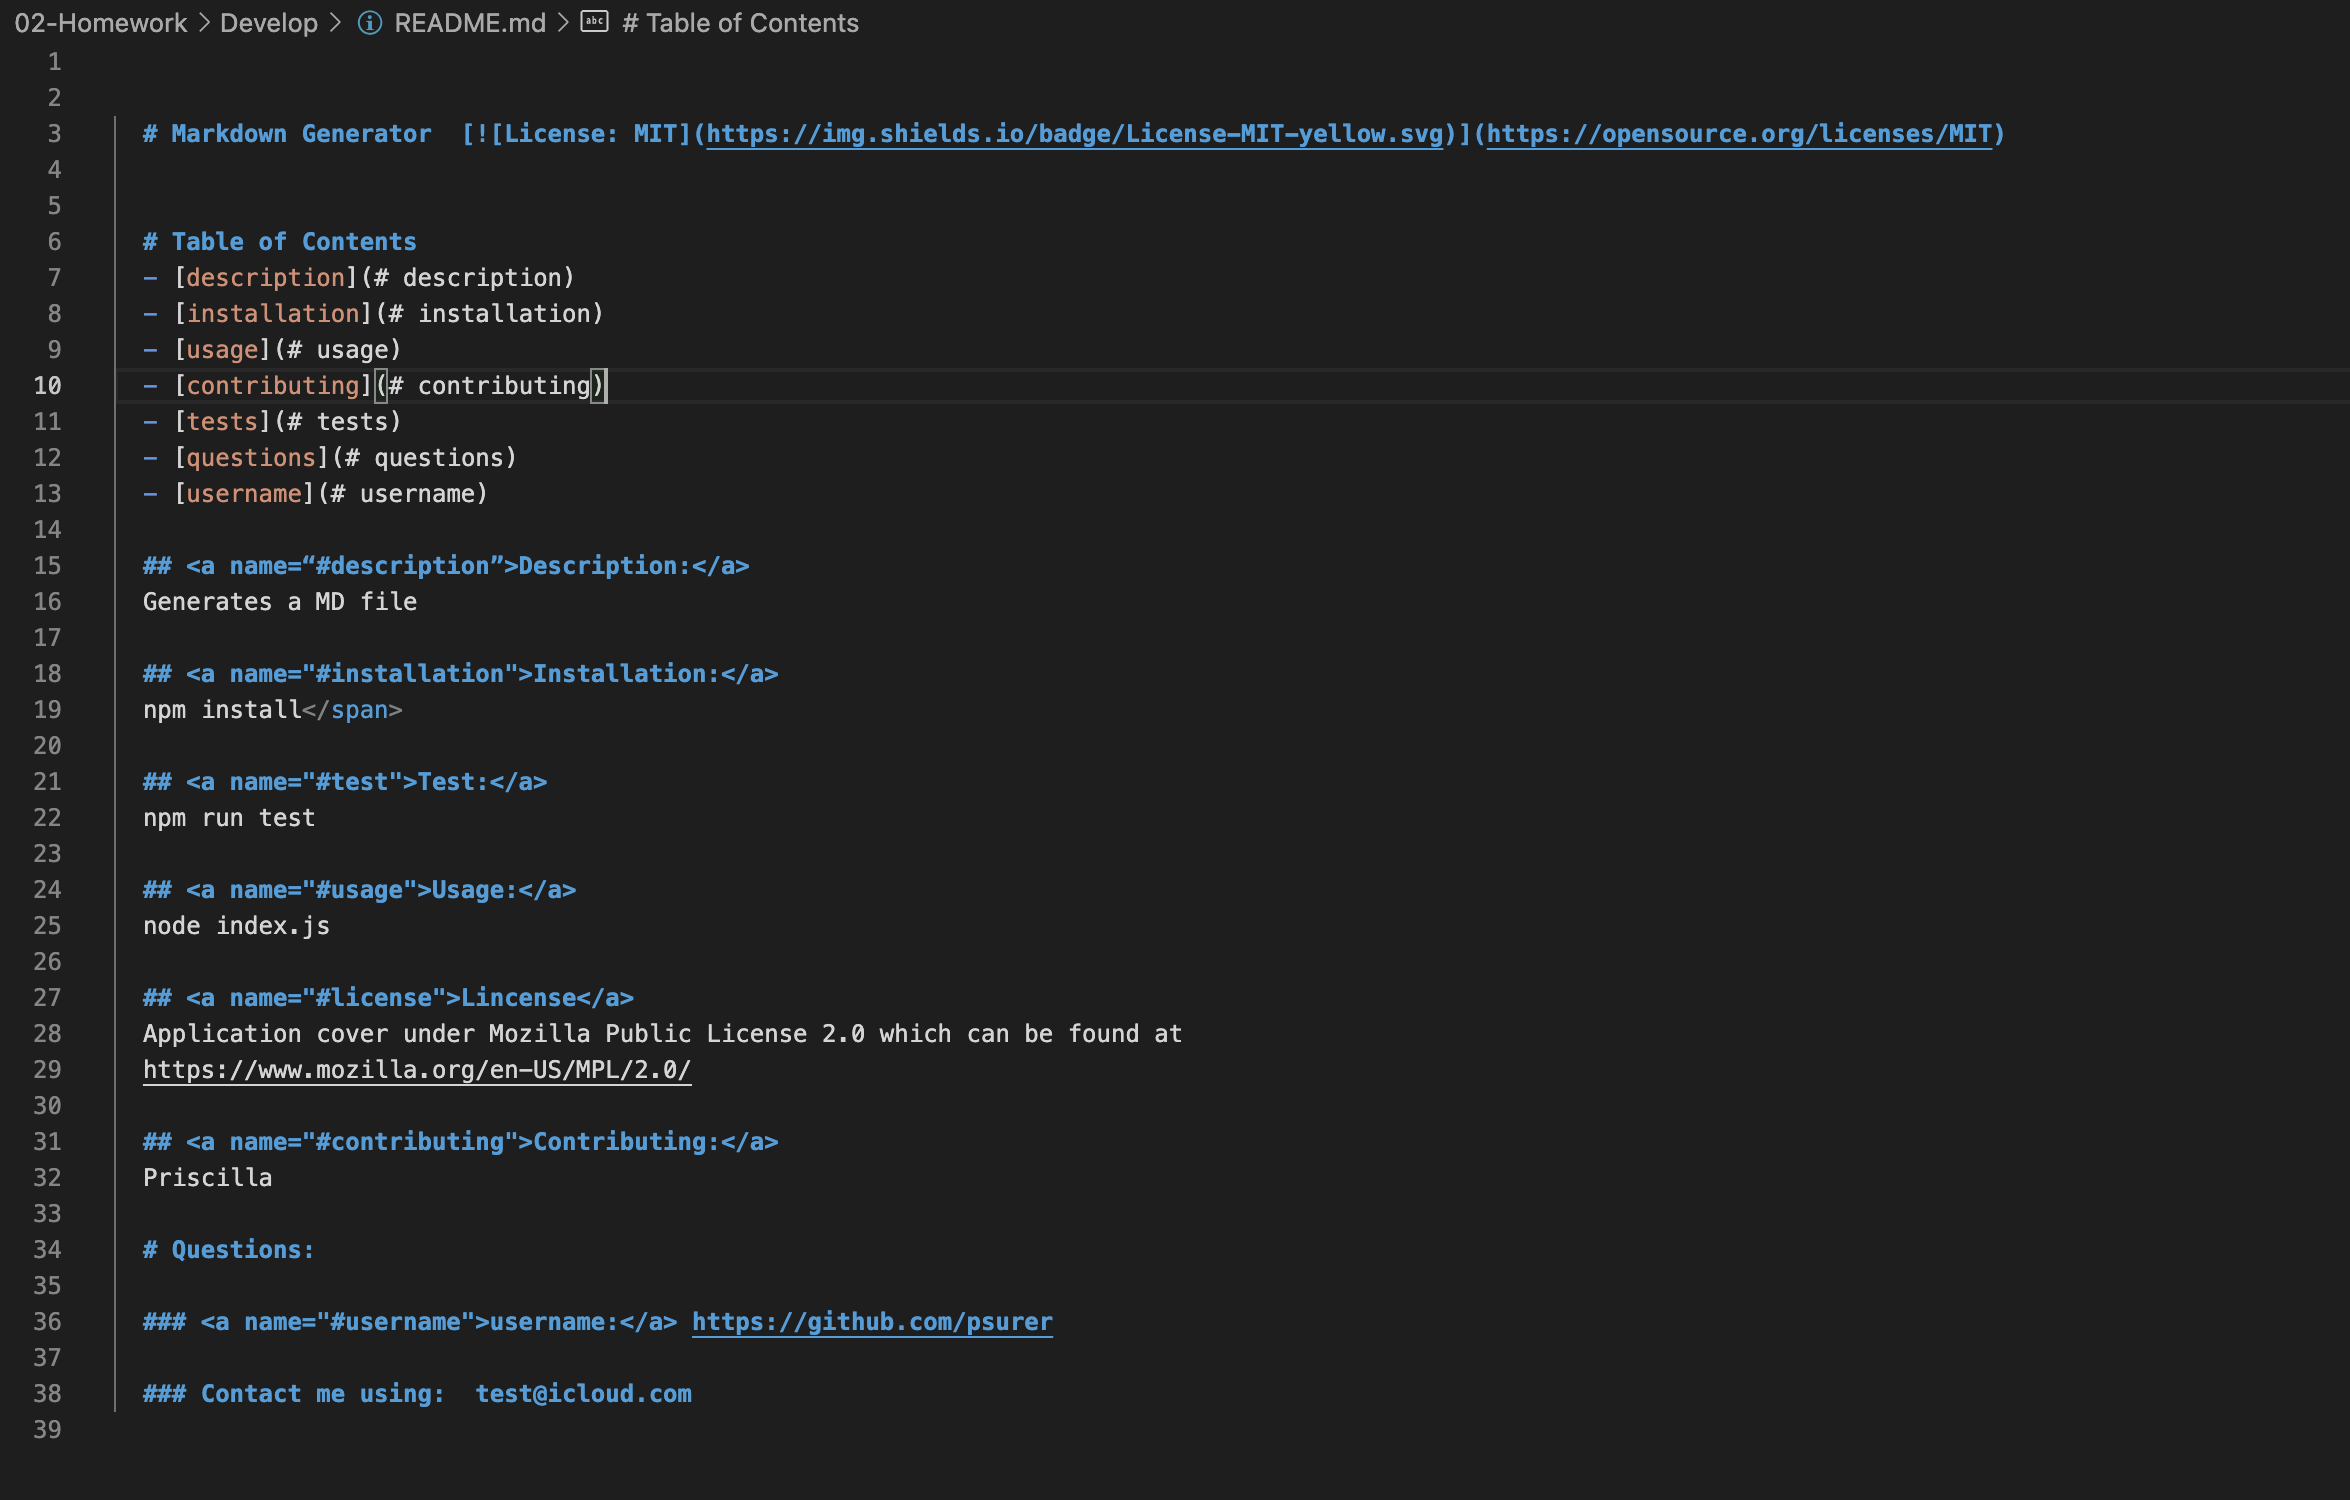 02-Homework > Develop > README.md > # Table of Contents
1
2
3 # Markdown Generator  [![License: MIT](https://img.shields.io/badge/License-MIT-yellow.svg)](https://opensource.org/licenses/MIT)
4
5
6 # Table of Contents
7 - [description](# description)
8 - [installation](# installation)
9 - [usage](# usage)
10 - [contributing](# contributing)
11 - [tests](# tests)
12 - [questions](# questions)
13 - [username](# username)
14
15 ## <a name=“#description”>Description:</a>
16 Generates a MD file
17
18 ## <a name="#installation">Installation:</a>
19 npm install</span>
20
21 ## <a name="#test">Test:</a>
22 npm run test
23
24 ## <a name="#usage">Usage:</a>
25 node index.js
26
27 ## <a name="#license">Lincense</a>
28 Application cover under Mozilla Public License 2.0 which can be found at
29 https://www.mozilla.org/en-US/MPL/2.0/
30
31 ## <a name="#contributing">Contributing:</a>
32 Priscilla
33
34 # Questions:
35
36 ### <a name="#username">username:</a> https://github.com/psurer
37
38 ### Contact me using:  test@icloud.com
39